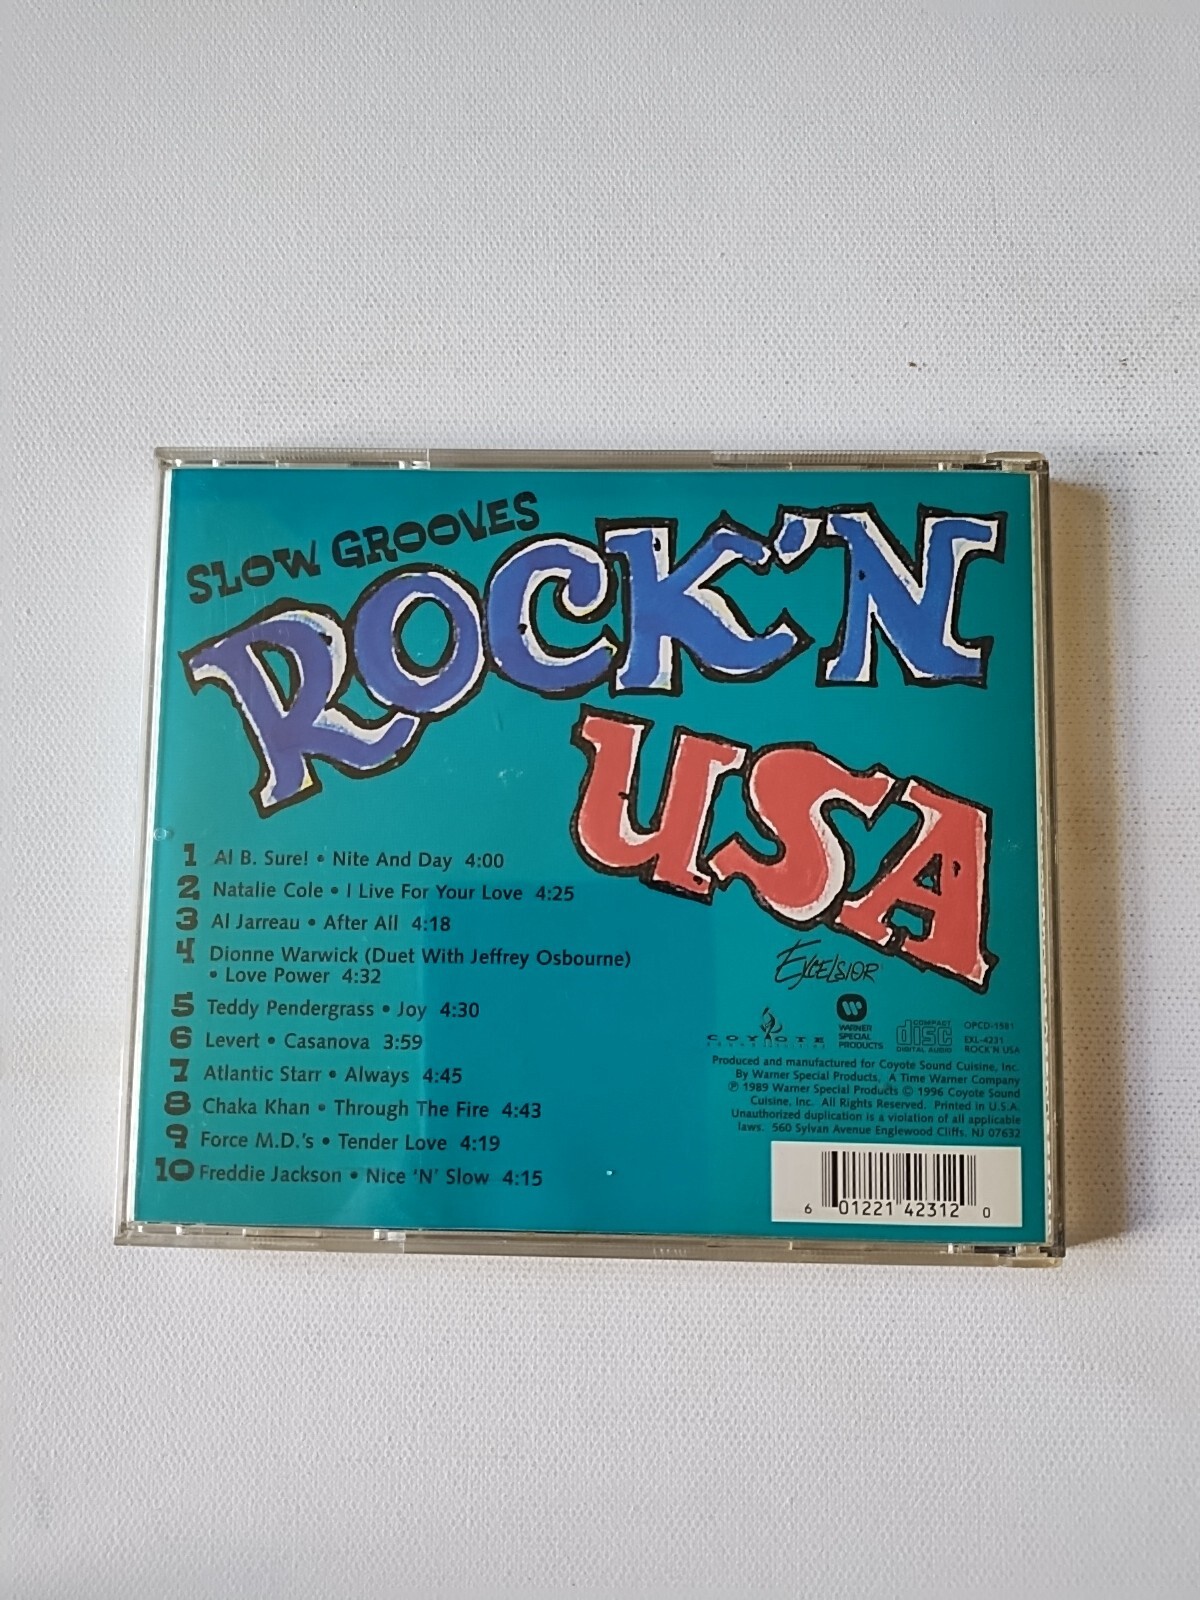 SLOW GROOVES
ROCK'N
USA
1 Al B. Sure! • Nite And Day 4:00
2 Natalie Cole • I Live For Your Love 4:25
3 Al Jarreau • After All 4:18
4 Dionne Warwick (Duet With Jeffrey Osbourne)
• Love Power 4:32
5 Teddy Pendergrass • Joy 4:30
6 Levert • Casanova 3:59
7 Atlantic Starr • Always 4:45
8 Chaka Khan • Through The Fire 4:43
9 Force M.D.'s • Tender Love 4:19
10 Freddie Jackson • Nice 'N' Slow 4:15
EXCELSIOR
COYOTE
WARNER
SPECIAL
PRODUCTS
COMPACT
disc
DIGITAL AUDIO
OPCD-1581
EXL-4231
ROCK'N USA
Produced and manufactured for Coyote Sound Cuisine, Inc.
By Warner Special Products, A Time Warner Company
℗ 1989 Warner Special Products © 1996 Coyote Sound
Cuisine, Inc. All Rights Reserved. Printed in U.S.A.
Unauthorized duplication is a violation of all applicable
laws. 560 Sylvan Avenue Englewood Cliffs, NJ 07632
6 01221 42312 0